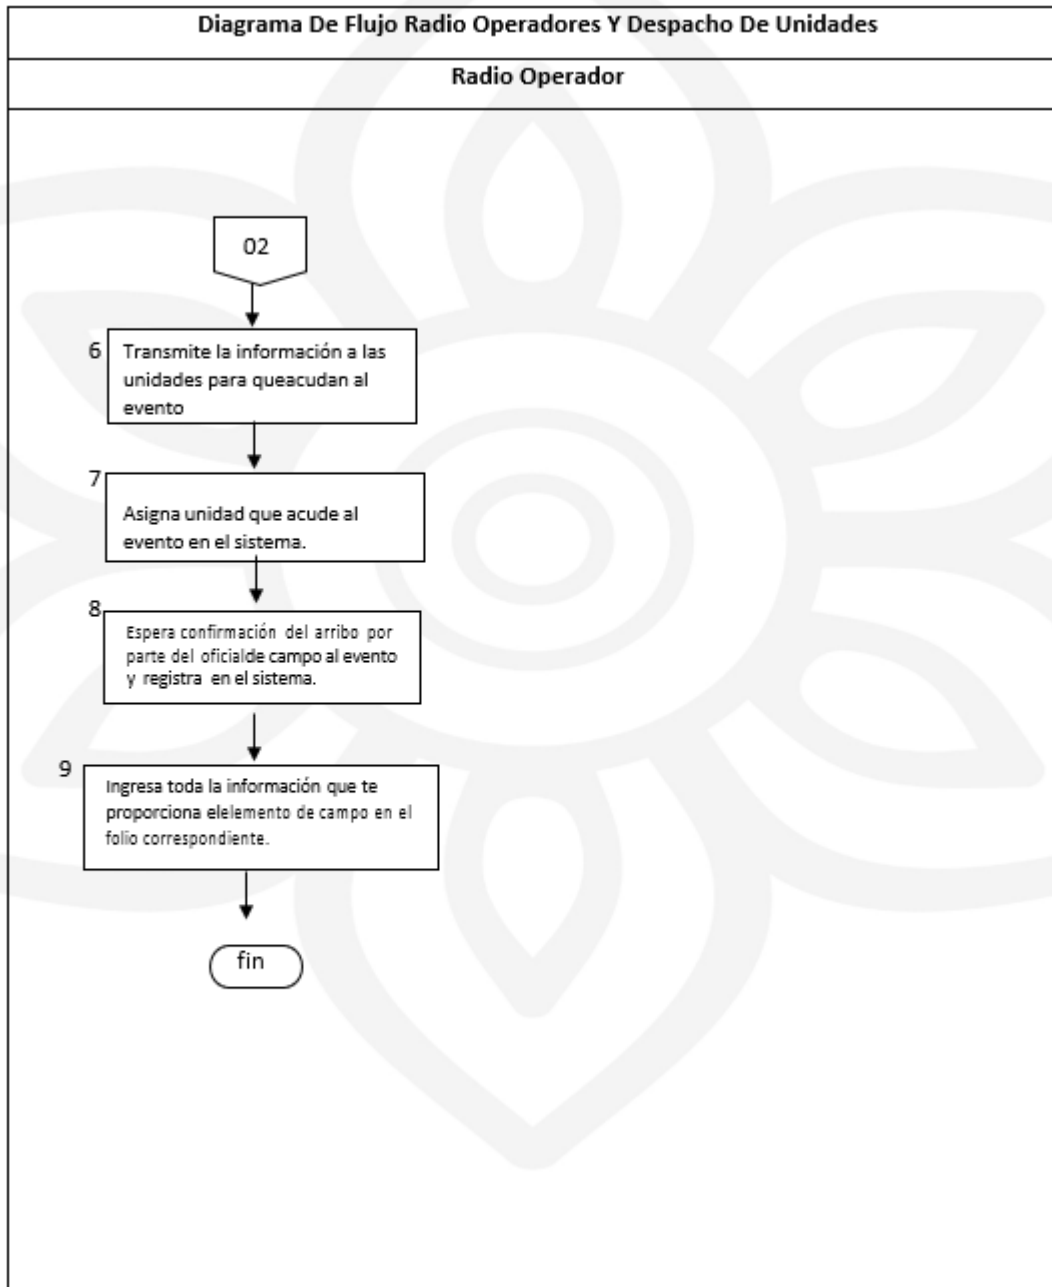 Diagrama De Flujo Radio Operadores Y Despacho De Unidades
Radio Operador
02
6
Transmite la información a las
unidades para queacudan al
evento
7
Asigna unidad que acude al
evento en el sistema.
8
Espera confirmación del arribo por
parte del oficialde campo al evento
y registra en el sistema.
9
Ingresa toda la información que te
proporciona elelemento de campo en el
folio correspondiente.
fin